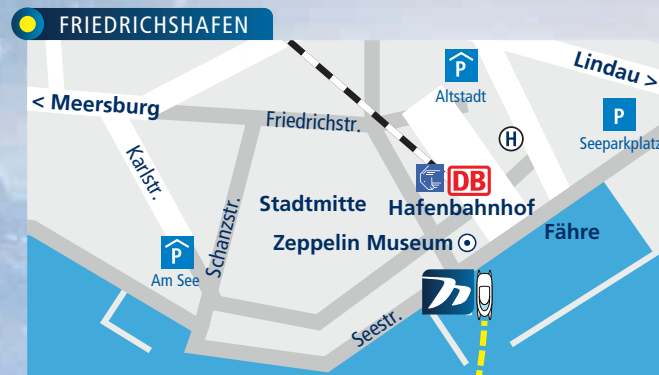 FRIEDRICHSHAFEN
Lindau >
P
Altstadt
< Meersburg
P
Seeparkplatz
Friedrichstr.
H
Karlstr.
DB
Stadtmitte
Hafenbahnhof
Schanzstr.
Fähre
Zeppelin Museum
P
Am See
Seestr.